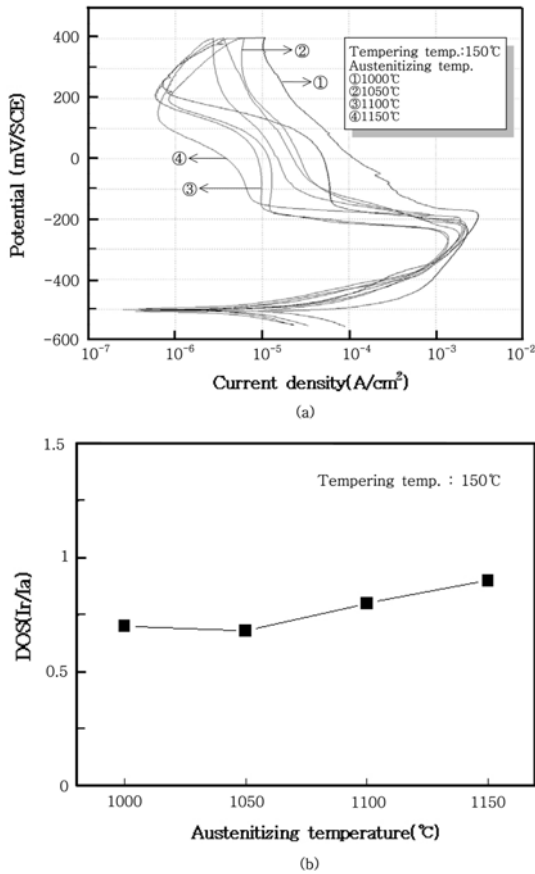 400
200
0
-200
-400
-600
Potential (mV/SCE)
②
①
④
③
Tempering temp.:150℃
Austenitizing temp.
①1000℃
②1050℃
③1100℃
④1150℃
10⁻⁷ 10⁻⁶ 10⁻⁵ 10⁻⁴ 10⁻³ 10⁻²
Current density(A/cm²)
(a)
1.5
1
0.5
0
DOS(Ir/Ia)
Tempering temp. : 150℃
1000 1050 1100 1150
Austenitizing temperature(℃)
(b)